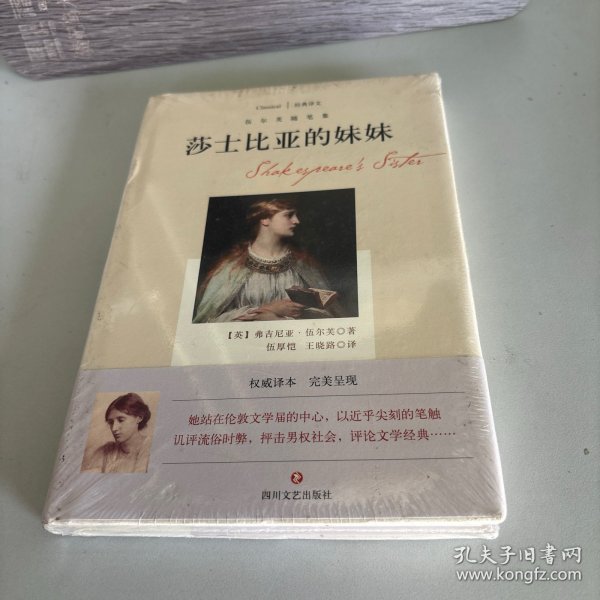 Classical | 经典译文
伍尔芙随笔集
莎士比亚的妹妹
Shakespeare's Sister
【英】弗吉尼亚·伍尔芙◎著
伍厚恺 王晓路◎译
权威译本 完美呈现
她站在伦敦文学届的中心，以近乎尖刻的笔触
讥评流俗时弊，抨击男权社会，评论文学经典……
四川文艺出版社
孔夫子旧书网
www.kongfz.com